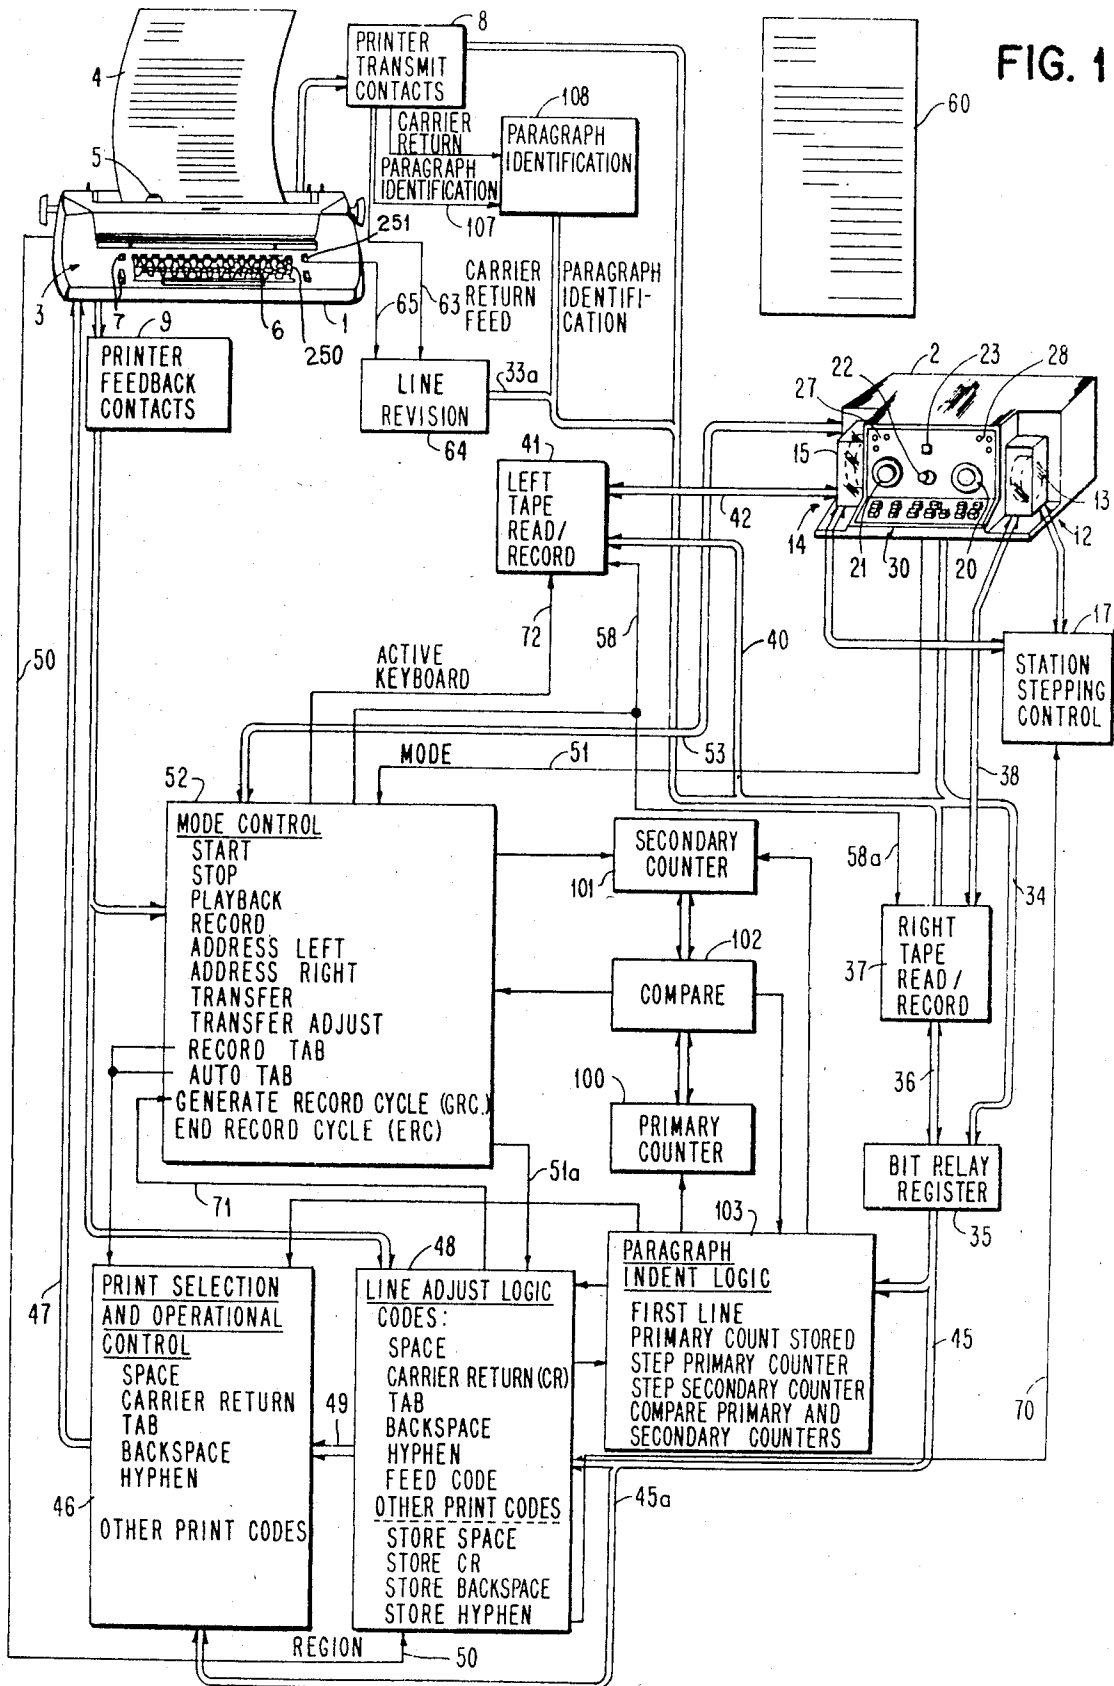 FIG. 1
8
PRINTER
TRANSMIT
CONTACTS
4
5
CARRIER
RETURN
PARAGRAPH
IDENTIFICATION
107
108
PARAGRAPH
IDENTIFICATION
60
251
3
7
6
250
1
65
63
CARRIER
RETURN
FEED
PARAGRAPH
IDENTIFI-
CATION
9
PRINTER
FEEDBACK
CONTACTS
LINE
REVISION
64
33a
2
23
28
22
27
15
13
14
21
30
20
12
41
LEFT
TAPE
READ/
RECORD
42
72
58
40
17
STATION
STEPPING
CONTROL
50
ACTIVE
KEYBOARD
MODE
51
53
38
58a
34
52
MODE CONTROL
START
STOP
PLAYBACK
RECORD
ADDRESS LEFT
ADDRESS RIGHT
TRANSFER
TRANSFER ADJUST
RECORD TAB
AUTO TAB
GENERATE RECORD CYCLE (GRC.)
END RECORD CYCLE (ERC)
SECONDARY
COUNTER
101
102
COMPARE
100
PRIMARY
COUNTER
37
RIGHT
TAPE
READ/
RECORD
36
BIT RELAY
REGISTER
35
71
51a
47
PRINT SELECTION
AND OPERATIONAL
CONTROL
SPACE
CARRIER RETURN
TAB
BACKSPACE
HYPHEN
OTHER PRINT CODES
46
49
48
LINE ADJUST LOGIC
CODES:
SPACE
CARRIER RETURN (CR)
TAB
BACKSPACE
HYPHEN
FEED CODE
OTHER PRINT CODES
STORE SPACE
STORE CR
STORE BACKSPACE
STORE HYPHEN
103
PARAGRAPH
INDENT LOGIC
FIRST LINE
PRIMARY COUNT STORED
STEP PRIMARY COUNTER
STEP SECONDARY COUNTER
COMPARE PRIMARY AND
SECONDARY COUNTERS
45
70
45a
REGION
50